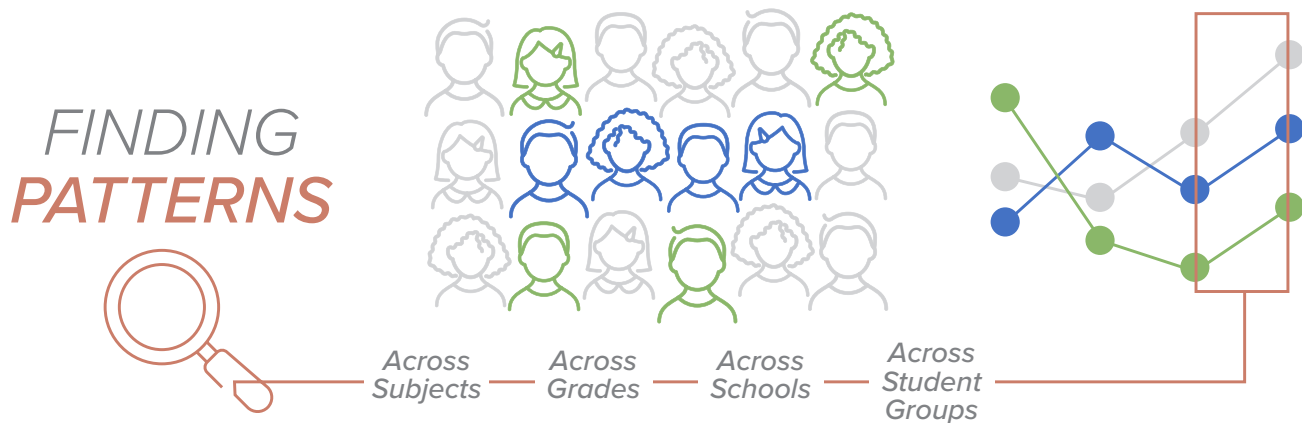 FINDING
PATTERNS
Across
Subjects
Across
Grades
Across
Schools
Across
Student
Groups